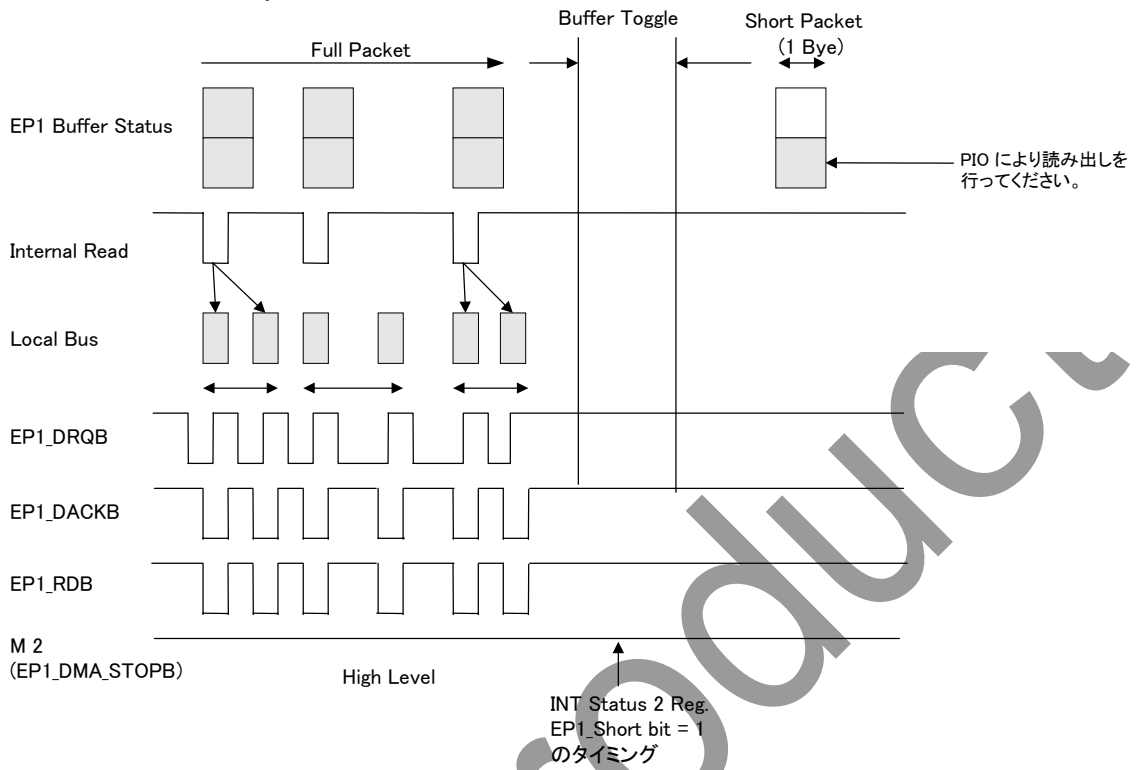 Buffer Toggle
Short Packet
(1 Bye)
Full Packet
EP1 Buffer Status
PIO により読み出しを
行ってください。
Internal Read
Local Bus
EP1_DRQB
EP1_DACKB
EP1_RDB
M 2
(EP1_DMA_STOPB)
High Level
INT Status 2 Reg.
EP1_Short bit = 1
のタイミング